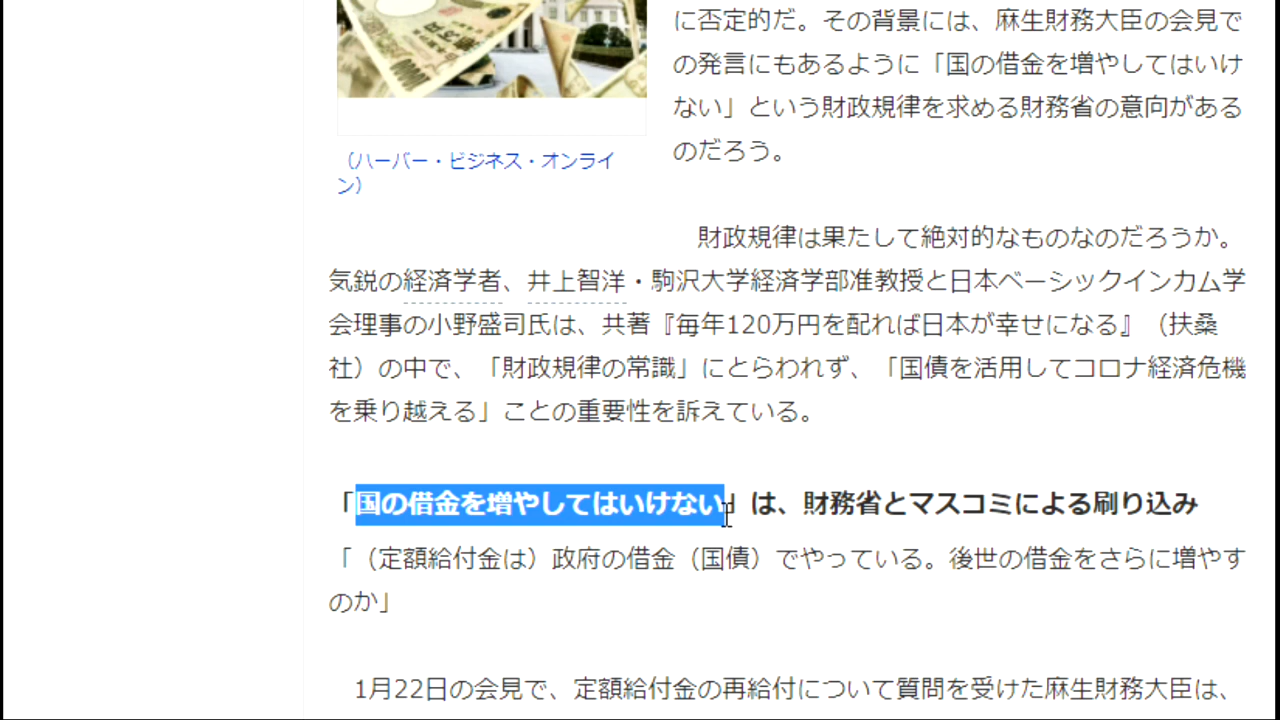 に否定的だ。その背景には、麻生財務大臣の会見で
の発言にもあるように「国の借金を増やしてはいけ
ない」という財政規律を求める財務省の意向がある
のだろう。
（ハーバー・ビジネス・オンライ
ン）
財政規律は果たして絶対的なものなのだろうか。
気鋭の経済学者、井上智洋・駒沢大学経済学部准教授と日本ベーシックインカム学
会理事の小野盛司氏は、共著『毎年120万円を配れば日本が幸せになる』（扶桑
社）の中で、「財政規律の常識」にとらわれず、「国債を活用してコロナ経済危機
を乗り越える」ことの重要性を訴えている。
「国の借金を増やしてはいけない」は、財務省とマスコミによる刷り込み
「（定額給付金は）政府の借金（国債）でやっている。後世の借金をさらに増やす
のか」
1月22日の会見で、定額給付金の再給付について質問を受けた麻生財務大臣は、